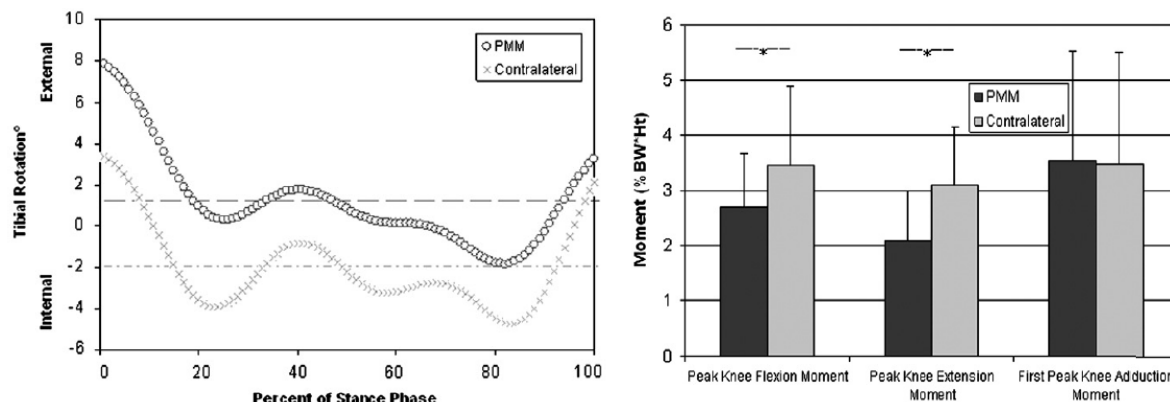 10
8
6
4
2
0
-2
-4
-6
External
Tibial Rotation°
Internal
PMM
Contralateral
0 20 40 60 80 100
Percent of Stance Phase
6
5
4
3
2
1
0
Moment (% BW*Ht)
*
*
PMM
Contralateral
Peak Knee Flexion Moment
Peak Knee Extension
Moment
First Peak Knee Adduction
Moment